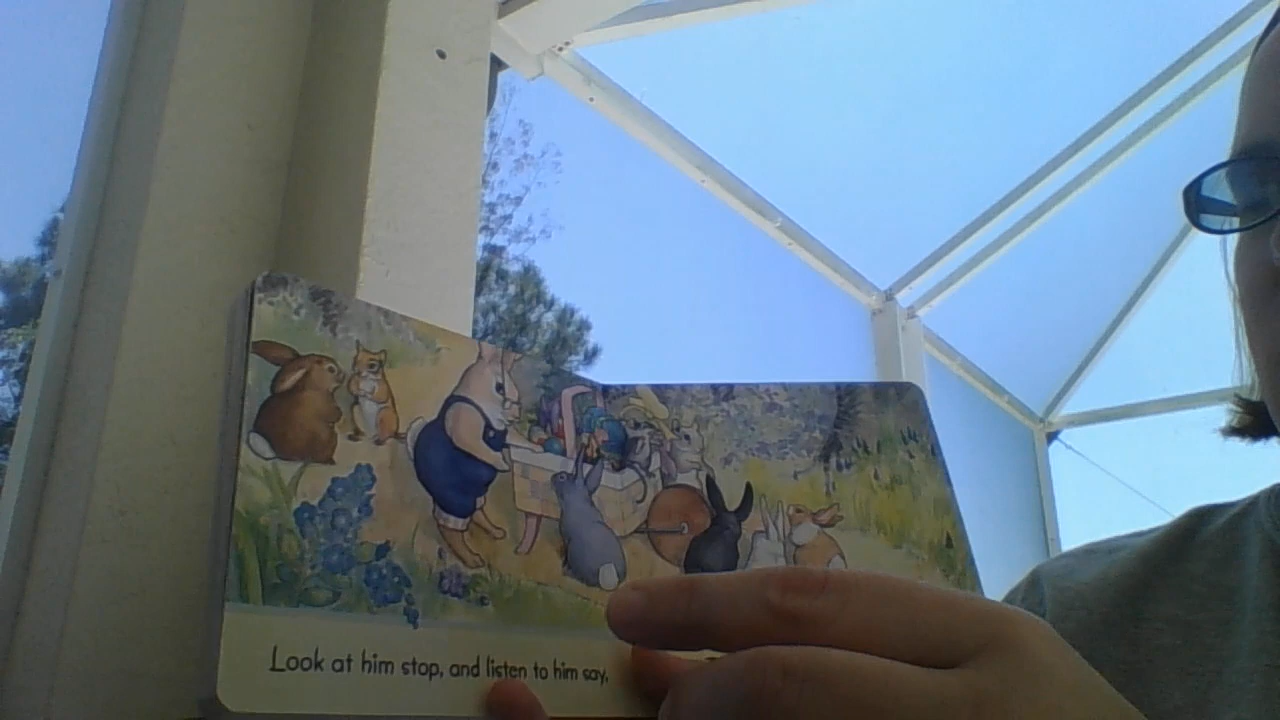 Look at him stop, and listen to him say,